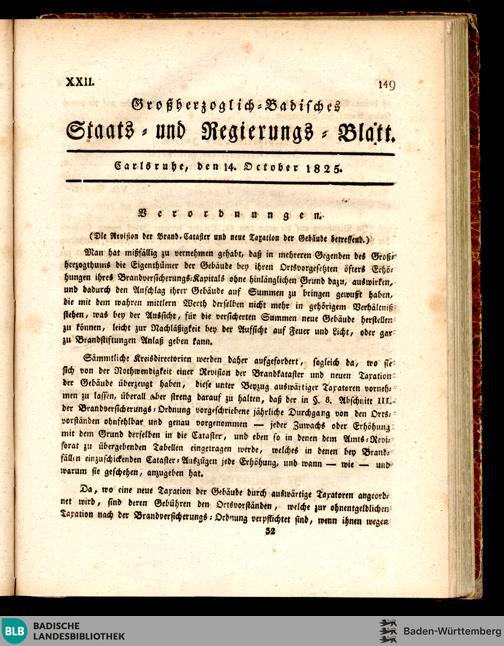 XXII.
149
Großherzoglich-Badisches
Staats- und Regierungs-Blatt.
Carlsruhe, den 14. October 1825.
Verordnungen.
(Die Revision der Brand-Cataster und neue Taxation der Gebäude betreffend.)
Man hat mißfällig zu vernehmen gehabt, daß in mehreren Gegenden des Groß-
herzogthums die Eigenthümer der Gebäude bey ihren Ortsvorgesetzten öfters Erhö-
hungen ihres Brandversicherungs-Kapitals ohne hinlänglichen Grund dazu, auswirken,
und dadurch den Anschlag ihrer Gebäude auf Summen zu bringen gewußt haben,
die mit dem wahren mittlern Werth derselben nicht mehr in gehörigem Verhältniß
stehen, was bey der Aussicht, für die versicherten Summen neue Gebäude herstellen
zu können, leicht zur Nachläßigkeit bey der Aufsicht auf Feuer und Licht, oder gar
zu Brandstiftungen Anlaß geben kann.
Sämmtliche Kreisdirectorien werden daher aufgefordert, sogleich da, wo sie
sich von der Nothwendigkeit einer Revision der Brandkataster und neuen Taxation
der Gebäude überzeugt haben, diese unter Beyzug auswärtiger Taxatoren vorneh-
men zu lassen, überall aber streng darauf zu halten, daß der in §. 8. Abschnitt III.
der Brandversicherungs-Ordnung vorgeschriebene jährliche Durchgang von den Orts-
vorständen ohnfehlbar und genau vorgenommen — jeder Zuwachs oder Erhöhung
mit dem Grund derselben in die Cataster, und eben so in denen dem Amts-Revi-
sorat zu übergebenden Tabellen eingetragen werde, welches in denen bey Brand-
fällen einzuschickenden Cataster-Auszügen jede Erhöhung, und wann — wie — und
warum sie geschehen, anzugeben hat.
Da, wo eine neue Taxation der Gebäude durch auswärtige Taxatoren angeord-
net wird, sind deren Gebühren den Ortsvorständen, welche zur ohnentgeldlichen
Taxation nach der Brandversicherungs-Ordnung verpflichtet sind, wenn ihnen wegen
32
BLB
BADISCHE
LANDESBIBLIOTHEK
Baden-Württemberg